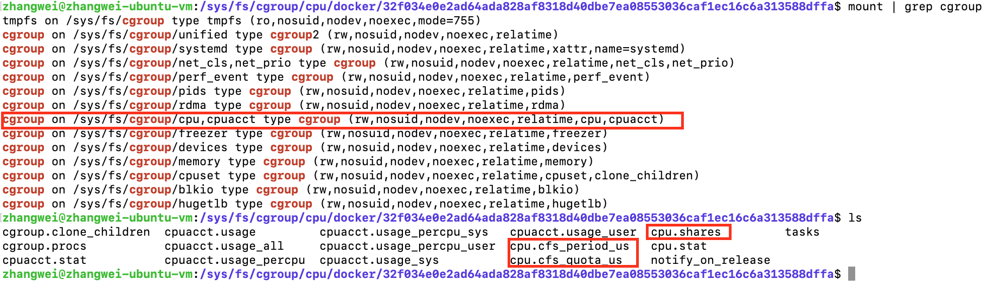 zhangwei@zhangwei-ubuntu-vm:/sys/fs/cgroup/cpu/docker/32f034e0e2ad64ada828af8318d40dbe7ea08553036caf1ec16c6a313588dffa$ mount | grep cgroup
tmpfs on /sys/fs/cgroup type tmpfs (ro,nosuid,nodev,noexec,mode=755)
cgroup on /sys/fs/cgroup/unified type cgroup2 (rw,nosuid,nodev,noexec,relatime)
cgroup on /sys/fs/cgroup/systemd type cgroup (rw,nosuid,nodev,noexec,relatime,xattr,name=systemd)
cgroup on /sys/fs/cgroup/net_cls,net_prio type cgroup (rw,nosuid,nodev,noexec,relatime,net_cls,net_prio)
cgroup on /sys/fs/cgroup/perf_event type cgroup (rw,nosuid,nodev,noexec,relatime,perf_event)
cgroup on /sys/fs/cgroup/pids type cgroup (rw,nosuid,nodev,noexec,relatime,pids)
cgroup on /sys/fs/cgroup/rdma type cgroup (rw,nosuid,nodev,noexec,relatime,rdma)
cgroup on /sys/fs/cgroup/cpu,cpuacct type cgroup (rw,nosuid,nodev,noexec,relatime,cpu,cpuacct)
cgroup on /sys/fs/cgroup/freezer type cgroup (rw,nosuid,nodev,noexec,relatime,freezer)
cgroup on /sys/fs/cgroup/devices type cgroup (rw,nosuid,nodev,noexec,relatime,devices)
cgroup on /sys/fs/cgroup/memory type cgroup (rw,nosuid,nodev,noexec,relatime,memory)
cgroup on /sys/fs/cgroup/cpuset type cgroup (rw,nosuid,nodev,noexec,relatime,cpuset,clone_children)
cgroup on /sys/fs/cgroup/blkio type cgroup (rw,nosuid,nodev,noexec,relatime,blkio)
cgroup on /sys/fs/cgroup/hugetlb type cgroup (rw,nosuid,nodev,noexec,relatime,hugetlb)
zhangwei@zhangwei-ubuntu-vm:/sys/fs/cgroup/cpu/docker/32f034e0e2ad64ada828af8318d40dbe7ea08553036caf1ec16c6a313588dffa$ ls
cgroup.clone_children  cpuacct.usage         cpuacct.usage_percpu_sys   cpuacct.usage_user  cpu.shares         tasks
cgroup.procs           cpuacct.usage_all     cpuacct.usage_percpu_user  cpu.cfs_period_us   cpu.stat
cpuacct.stat           cpuacct.usage_percpu  cpuacct.usage_sys          cpu.cfs_quota_us    notify_on_release
zhangwei@zhangwei-ubuntu-vm:/sys/fs/cgroup/cpu/docker/32f034e0e2ad64ada828af8318d40dbe7ea08553036caf1ec16c6a313588dffa$